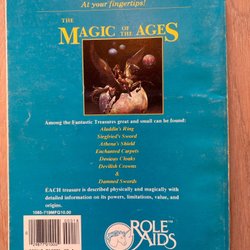 At your fingertips!
THE
MAGIC OF THE AGES
Among the Fantastic Treasures great and small can be found:
Aladdin's Ring
Siegfried's Sword
Athena's Shield
Enchanted Carpets
Devious Cloaks
Devilish Crowns
&
Damned Swords
EACH treasure is described physically and magically with
detailed information on its powers, limitations, value, and
origins.
ROLE
AIDS